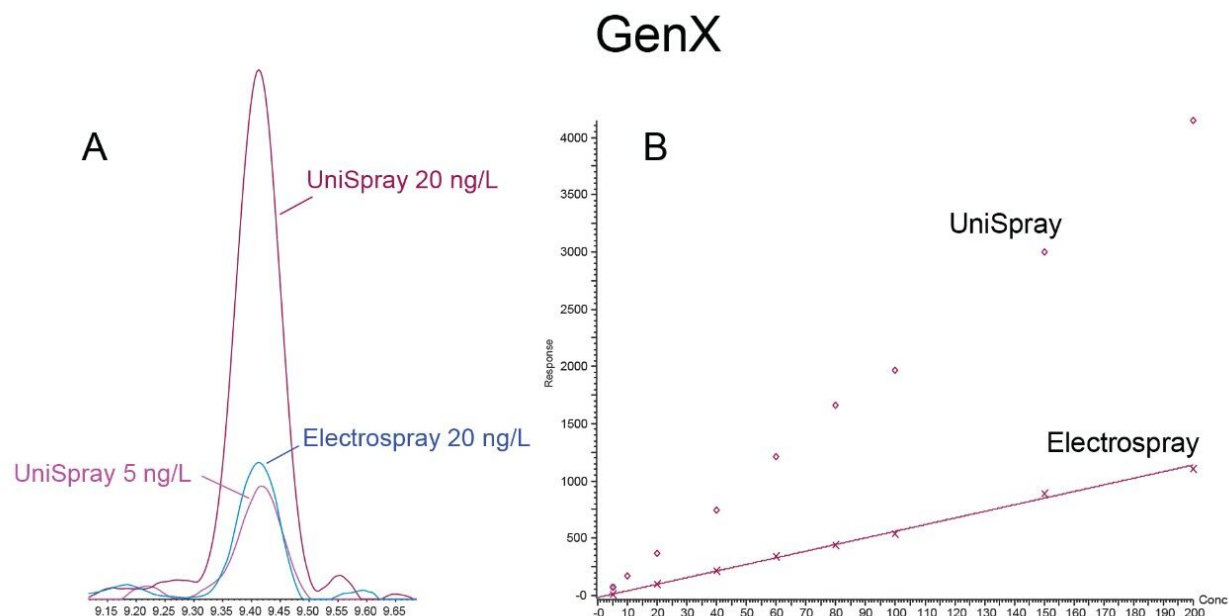 GenX
A
UniSpray 20 ng/L
Electrospray 20 ng/L
UniSpray 5 ng/L
9.15 9.20 9.25 9.30 9.35 9.40 9.45 9.50 9.55 9.60 9.65
B
4000
3500
3000
2500
2000
1500
1000
500
-0
Response
UniSpray
Electrospray
-0 10 20 30 40 50 60 70 80 90 100 110 120 130 140 150 160 170 180 190 200
Conc